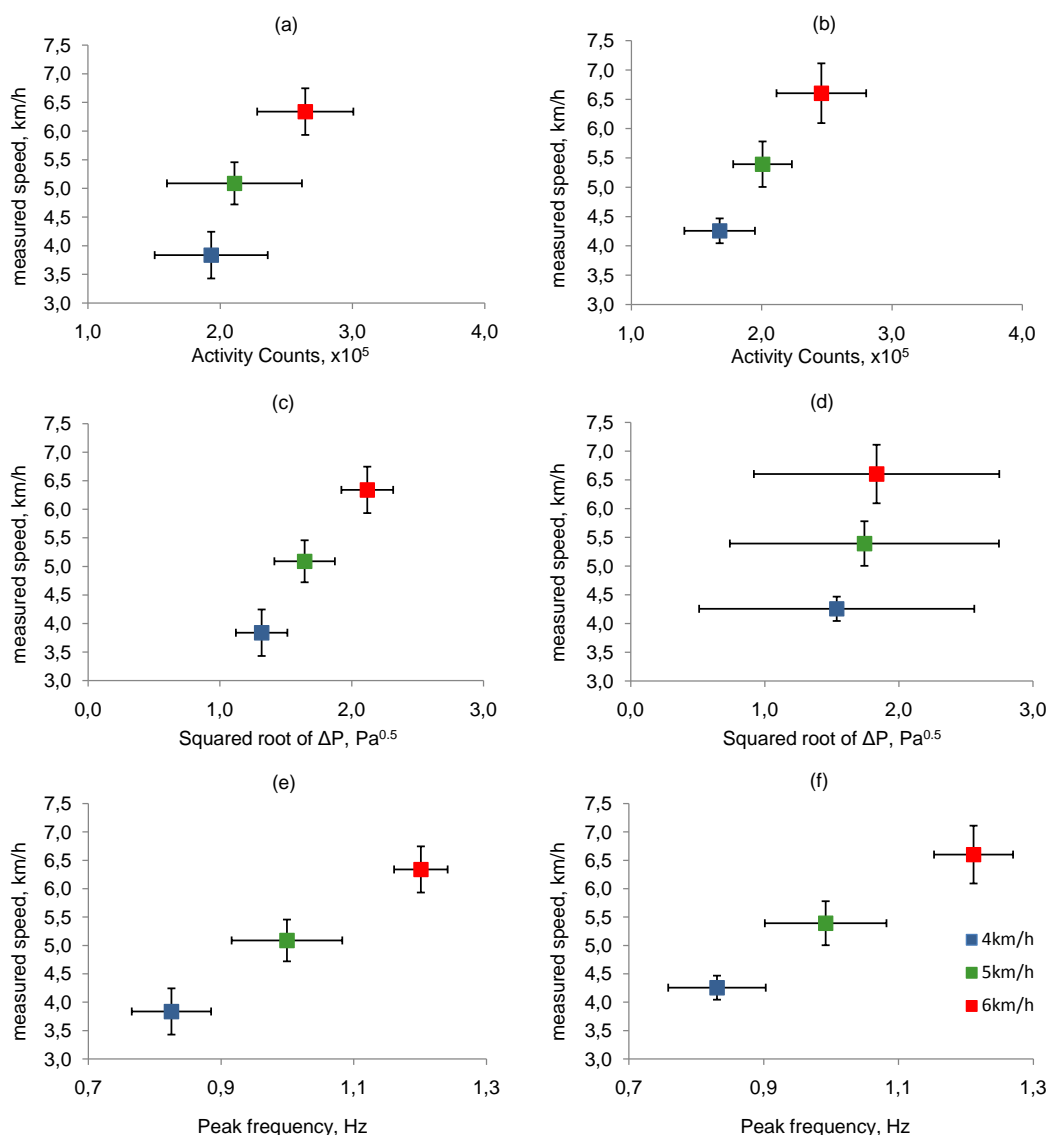 (a)
7,5
7,0
6,5
6,0
5,5
5,0
4,5
4,0
3,5
3,0
measured speed, km/h
1,0 2,0 3,0 4,0
Activity Counts, x10⁵
(b)
7,5
7,0
6,5
6,0
5,5
5,0
4,5
4,0
3,5
3,0
measured speed, km/h
1,0 2,0 3,0 4,0
Activity Counts, x10⁵
(c)
7,5
7,0
6,5
6,0
5,5
5,0
4,5
4,0
3,5
3,0
measured speed, km/h
0,0 1,0 2,0 3,0
Squared root of ΔP, Pa⁰·⁵
(d)
7,5
7,0
6,5
6,0
5,5
5,0
4,5
4,0
3,5
3,0
measured speed, km/h
0,0 1,0 2,0 3,0
Squared root of ΔP, Pa⁰·⁵
(e)
7,5
7,0
6,5
6,0
5,5
5,0
4,5
4,0
3,5
3,0
measured speed, km/h
0,7 0,9 1,1 1,3
Peak frequency, Hz
(f)
7,5
7,0
6,5
6,0
5,5
5,0
4,5
4,0
3,5
3,0
measured speed, km/h
4km/h
5km/h
6km/h
0,7 0,9 1,1 1,3
Peak frequency, Hz